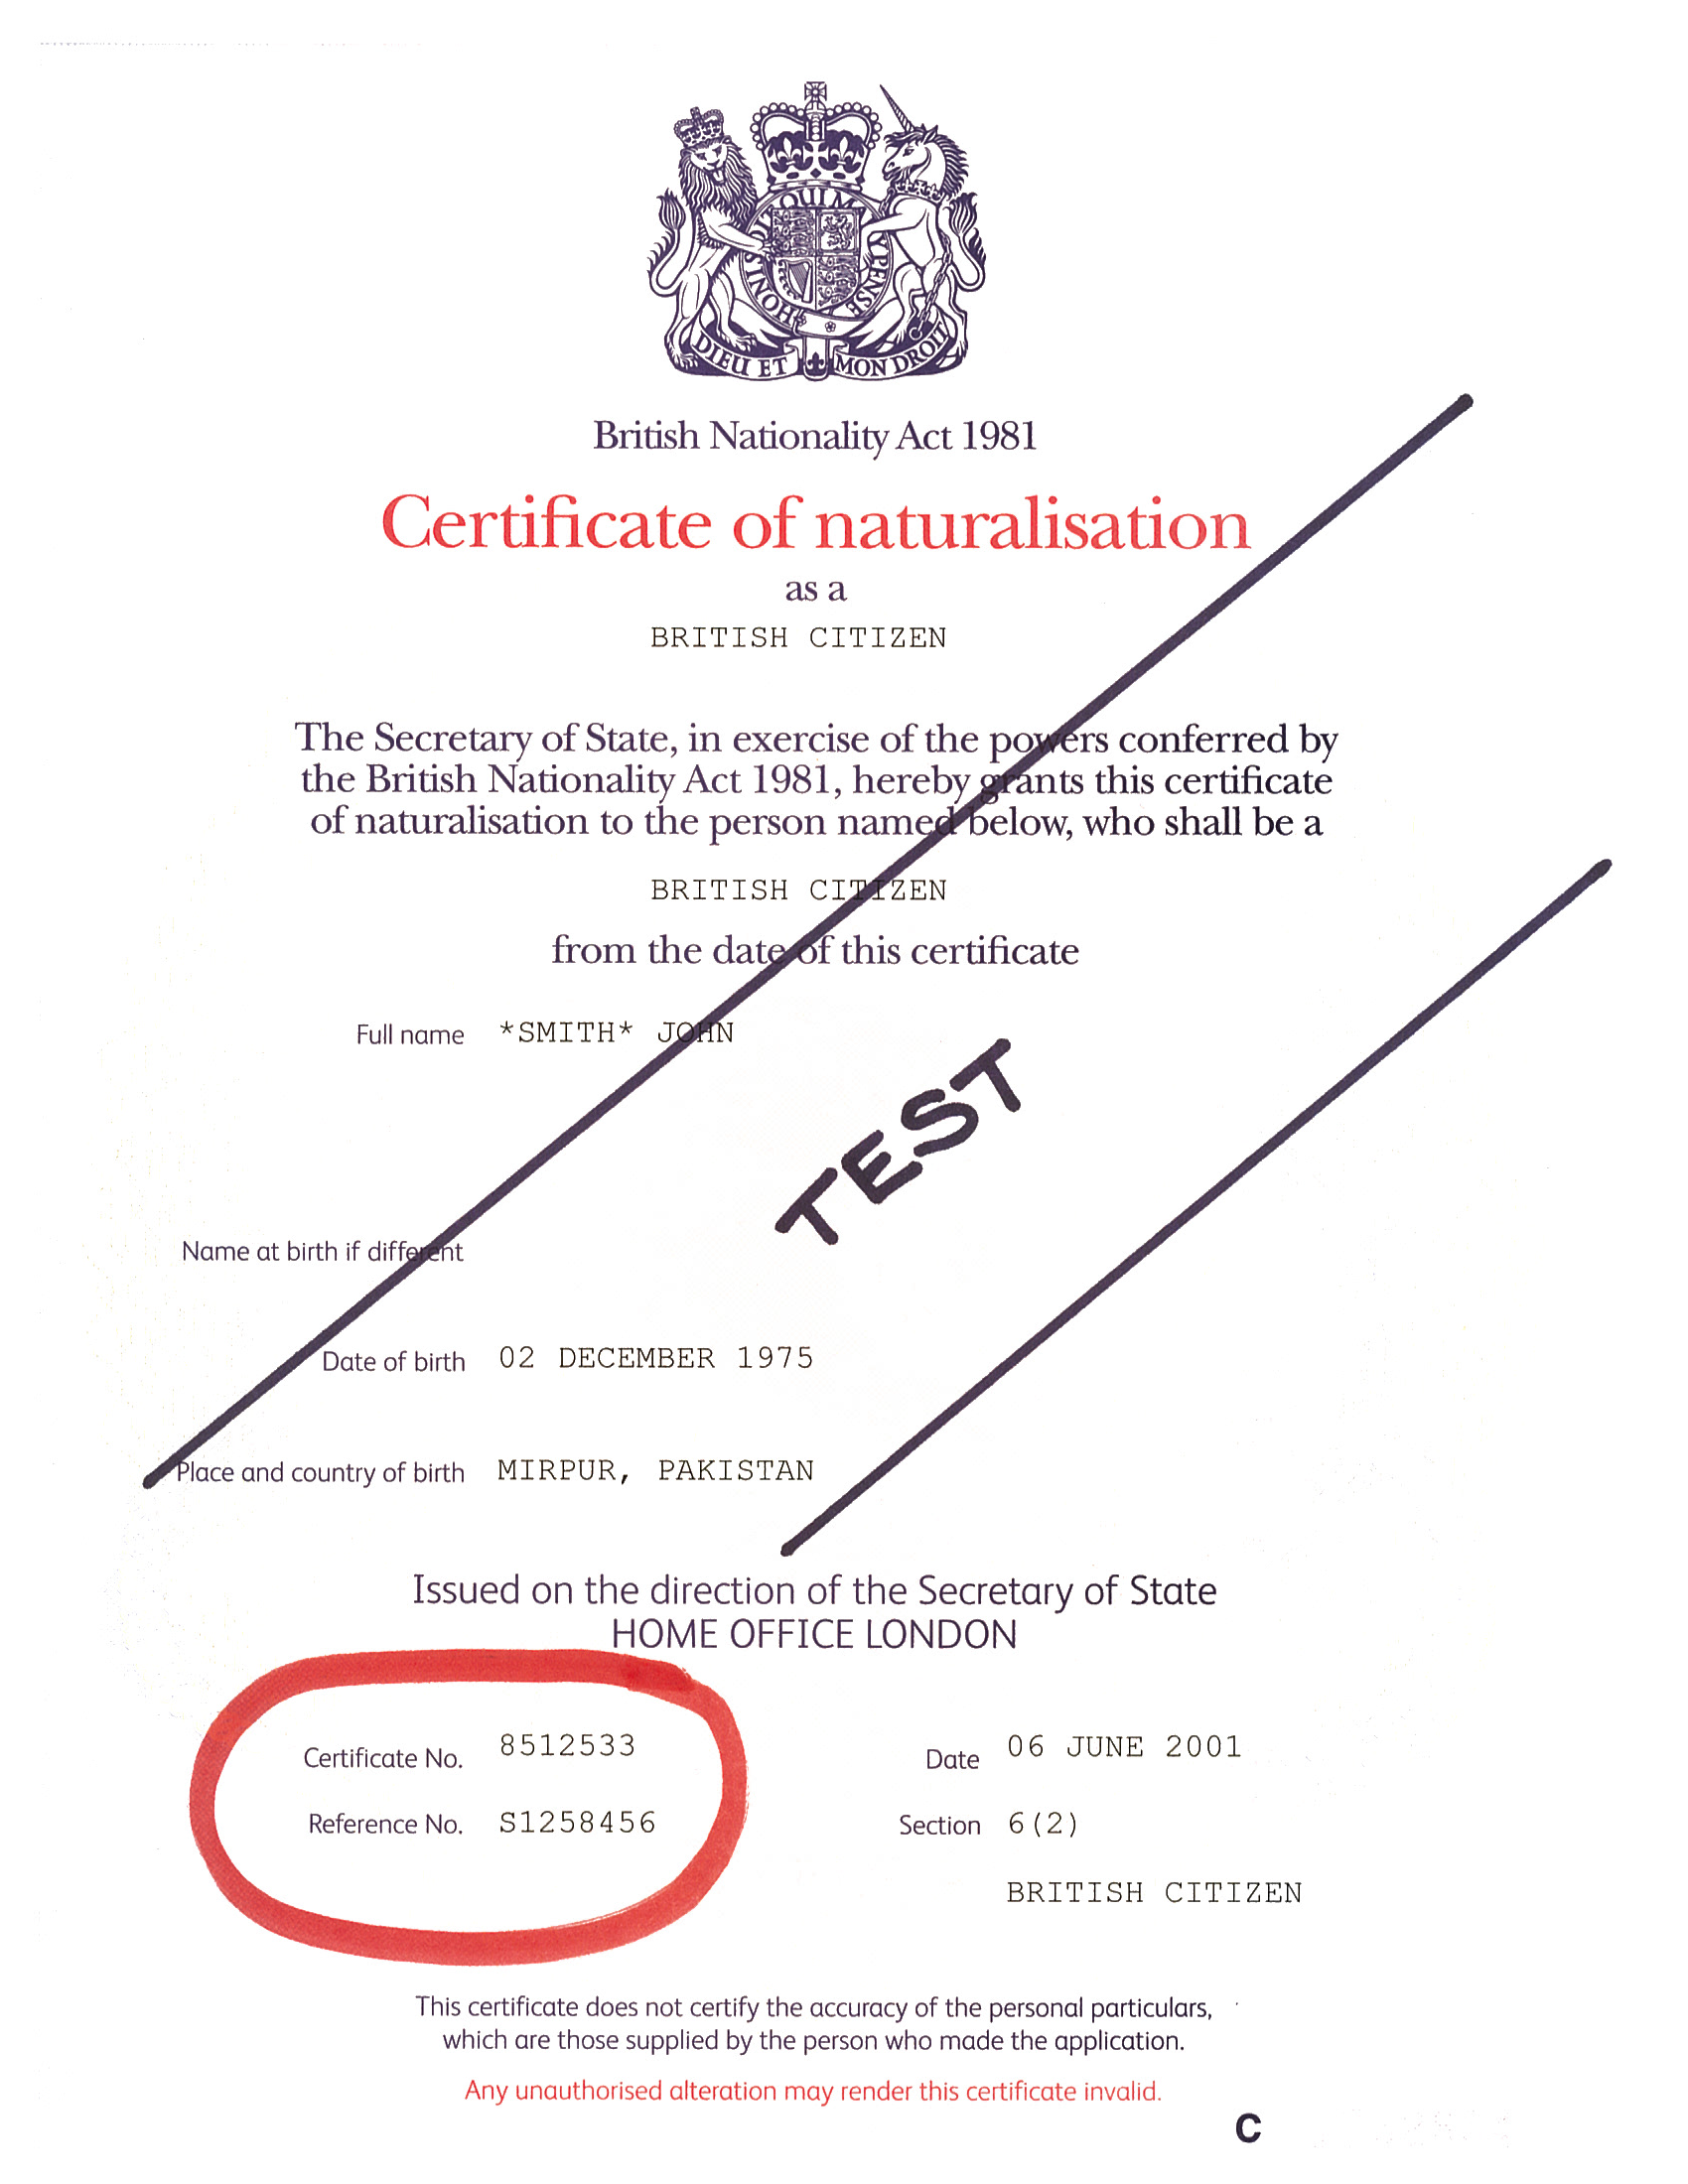 QUI M
HONI S
Y PENSE
DIEU ET MON DROIT
British Nationality Act 1981
Certificate of naturalisation
as a
BRITISH CITIZEN
The Secretary of State, in exercise of the powers conferred by
the British Nationality Act 1981, hereby grants this certificate
of naturalisation to the person named below, who shall be a
BRITISH CITIZEN
from the date of this certificate
Full name *SMITH* JOHN
TEST
Name at birth if different
Date of birth 02 DECEMBER 1975
Place and country of birth MIRPUR, PAKISTAN
Issued on the direction of the Secretary of State
HOME OFFICE LONDON
Certificate No. 8512533 Date 06 JUNE 2001
Reference No. S1258456 Section 6(2)
BRITISH CITIZEN
This certificate does not certify the accuracy of the personal particulars,
which are those supplied by the person who made the application.
Any unauthorised alteration may render this certificate invalid.
C